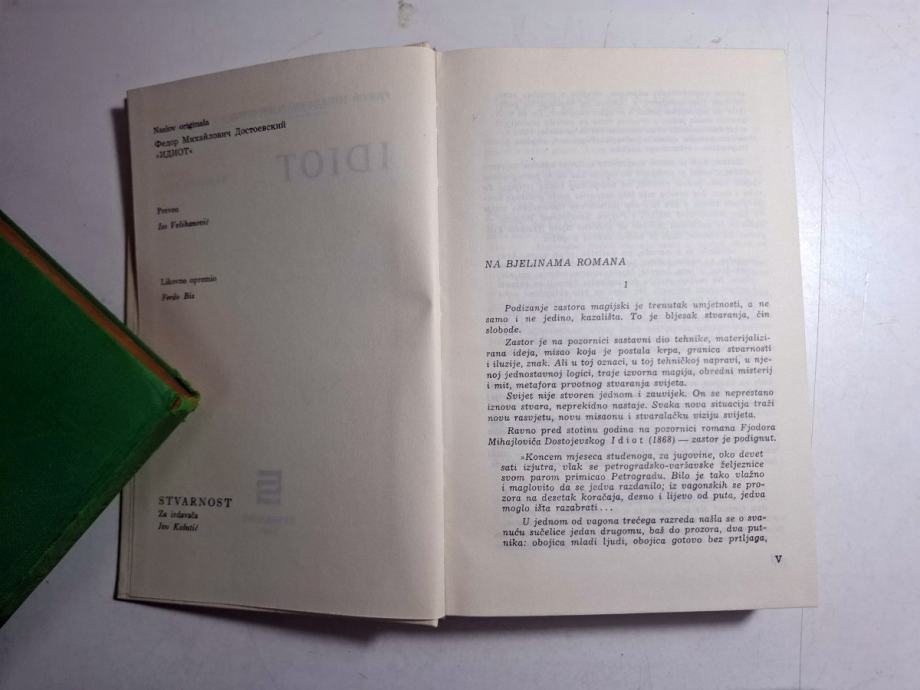 Naslov originala
Федор Михайлович Достоевский
»ИДИОТ«
Preveo
Iso Velikanović
Likovno opremio
Ferdo Bis
STVARNOST
Za izdavača
NA BJELINAMA ROMANA
1
Podizanje zastora magijski je trenutak umjetnosti, a ne
samo i ne jedino, kazališta. To je bljesak stvaranja, čin
slobode.
Zastor je na pozornici sastavni dio tehnike, materijalizi-
rana ideja, misao koja je postala krpa, granica stvarnosti
i iluzije, znak. Ali u toj oznaci, u toj tehničkoj napravi, u nje-
noj jednostavnoj logici, traje izvorna magija, obredni misterij
i mit, metafora prvotnog stvaranja svijeta.
Svijet nije stvoren jednom i zauvijek. On se neprestano
iznova stvara, neprekidno nastaje. Svaka nova situacija traži
novu rasvjetu, novu misaonu i stvaralačku viziju svijeta.
Ravno pred stotinu godina na pozornici romana Fjodora
Mihajloviča Dostojevskog Idiot (1868) — zastor je podignut.
»Koncem mjeseca studenoga, za jugovine, oko devet
sati izjutra, vlak se petrogradsko-varšavske željeznice
svom parom primicao Petrogradu. Bilo je tako vlažno
i maglovito da se jedva razdanilo; iz vagonskih se pro-
zora na desetak koračaja, desno i lijevo od puta, jedva
moglo išta razabrati...
U jednom od vagona trećega razreda našla se o sva-
nuću sučelice jedan drugomu, baš do prozora, dva put-
nika: obojica mladi ljudi, obojica gotovo bez prtljaga,
V